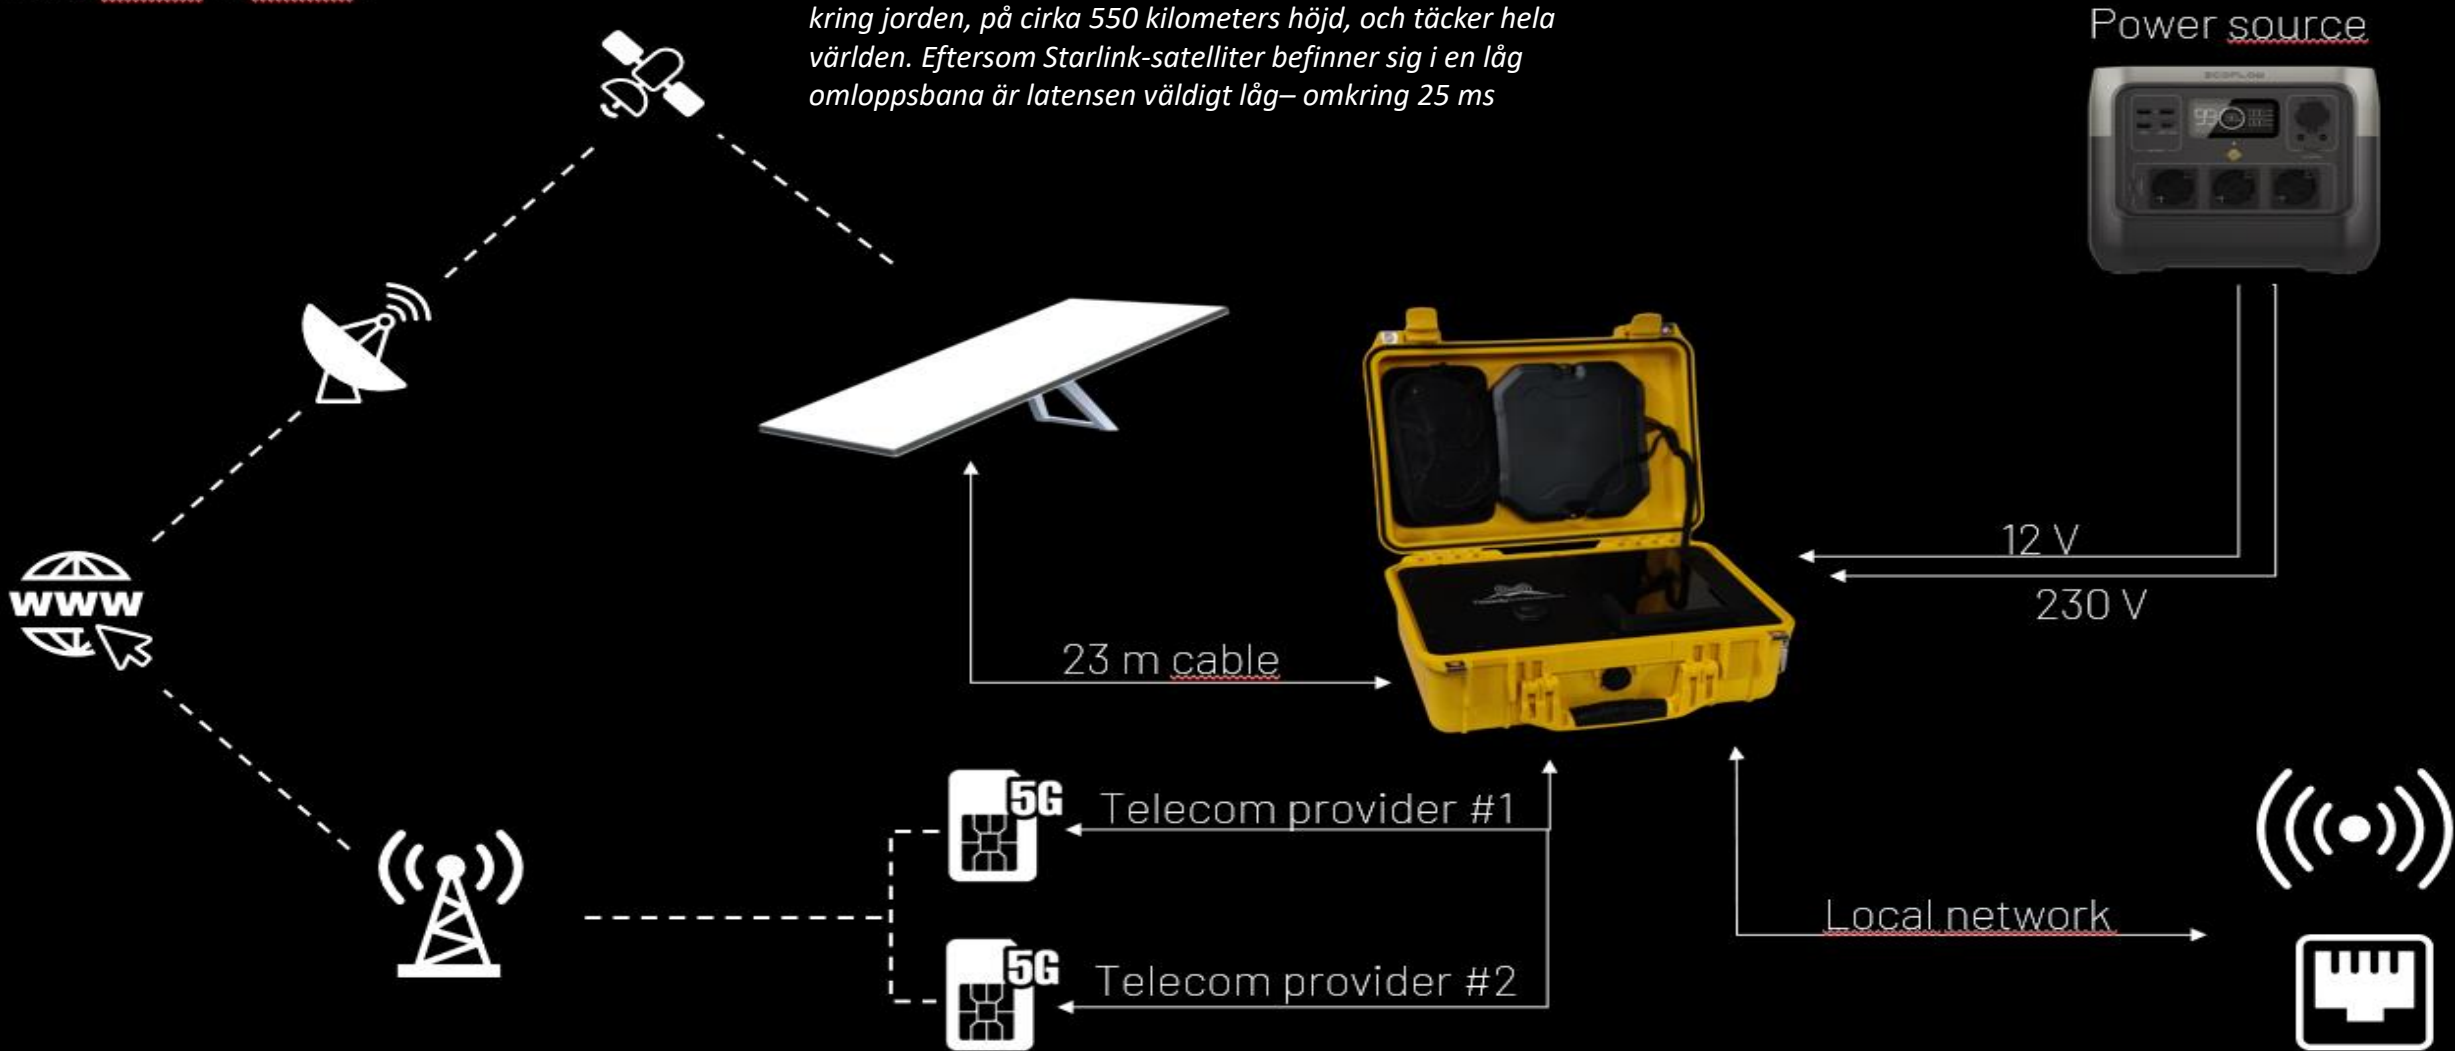 kring jorden, på cirka 550 kilometers höjd, och täcker hela
världen. Eftersom Starlink-satelliter befinner sig i en låg
omloppsbana är latensen väldigt låg– omkring 25 ms
Power source
ECOFLOW
12 V
230 V
WWW
23 m cable
5G
Telecom provider #1
Local network
5G
Telecom provider #2